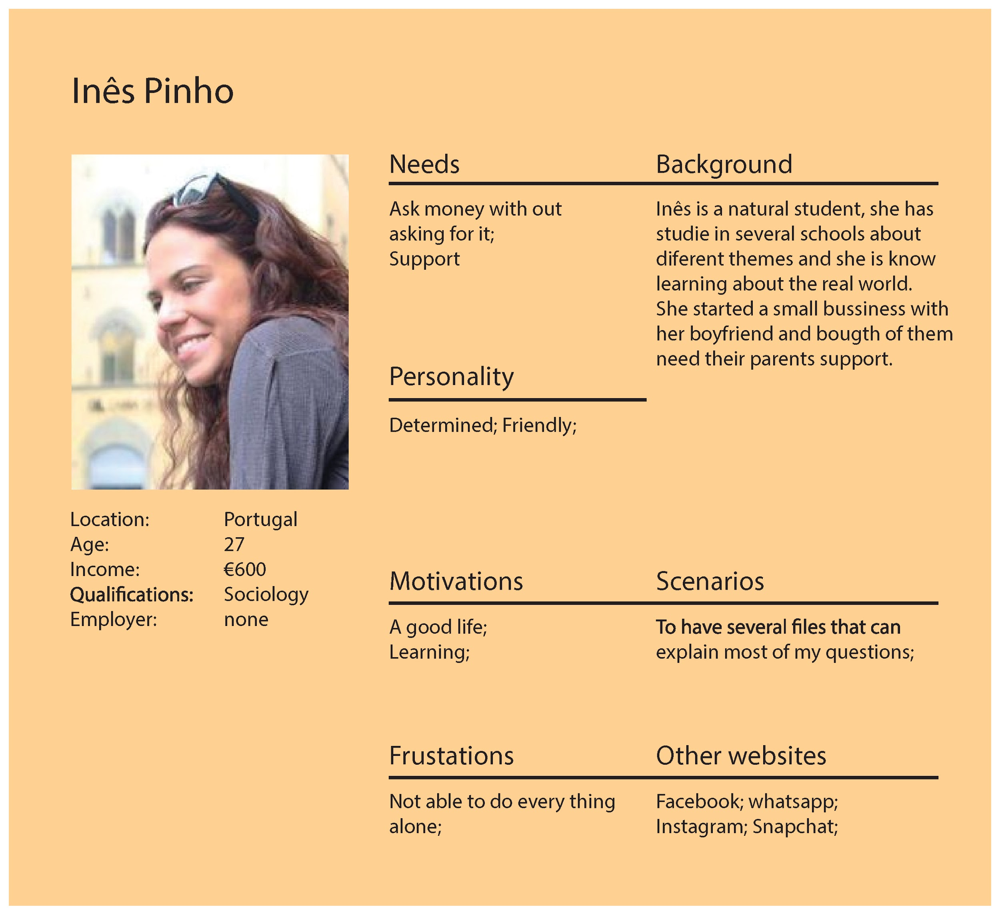 Inês Pinho
Needs
Ask money with out
asking for it;
Support
Background
Inês is a natural student, she has
studie in several schools about
diferent themes and she is know
learning about the real world.
She started a small bussiness with
her boyfriend and bougth of them
need their parents support.
Personality
Determined; Friendly;
Location: Portugal
Age: 27
Income: €600
Qualifications: Sociology
Employer: none
Motivations
A good life;
Learning;
Scenarios
To have several files that can
explain most of my questions;
Frustations
Not able to do every thing
alone;
Other websites
Facebook; whatsapp;
Instagram; Snapchat;